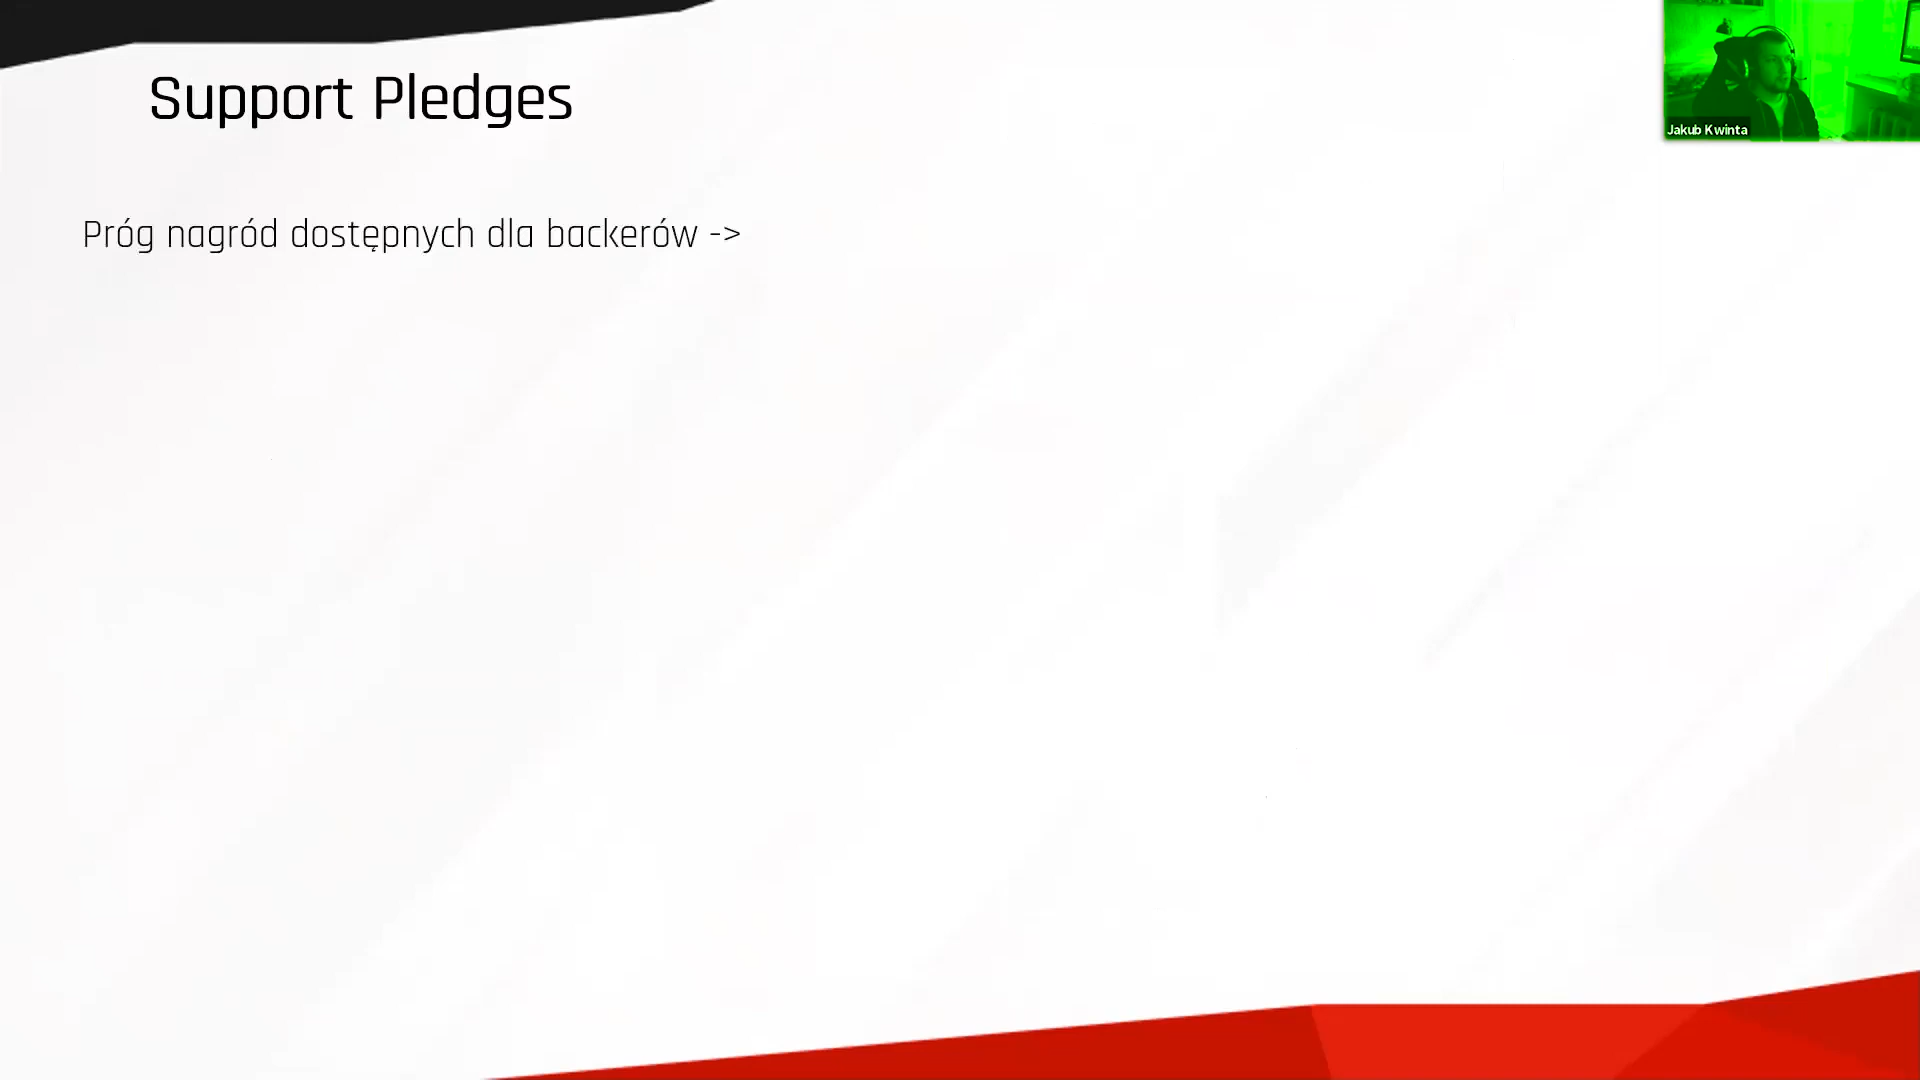 Support Pledges
Jakub Kwinta
Próg nagród dostępnych dla backerów ->